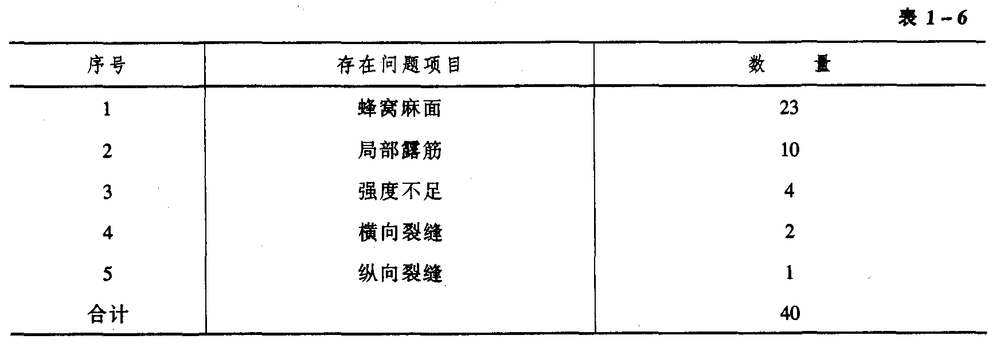 表 1-6
序号 存在问题项目 数 量
1 蜂窝麻面 23
2 局部露筋 10
3 强度不足 4
4 横向裂缝 2
5 纵向裂缝 1
合计 40